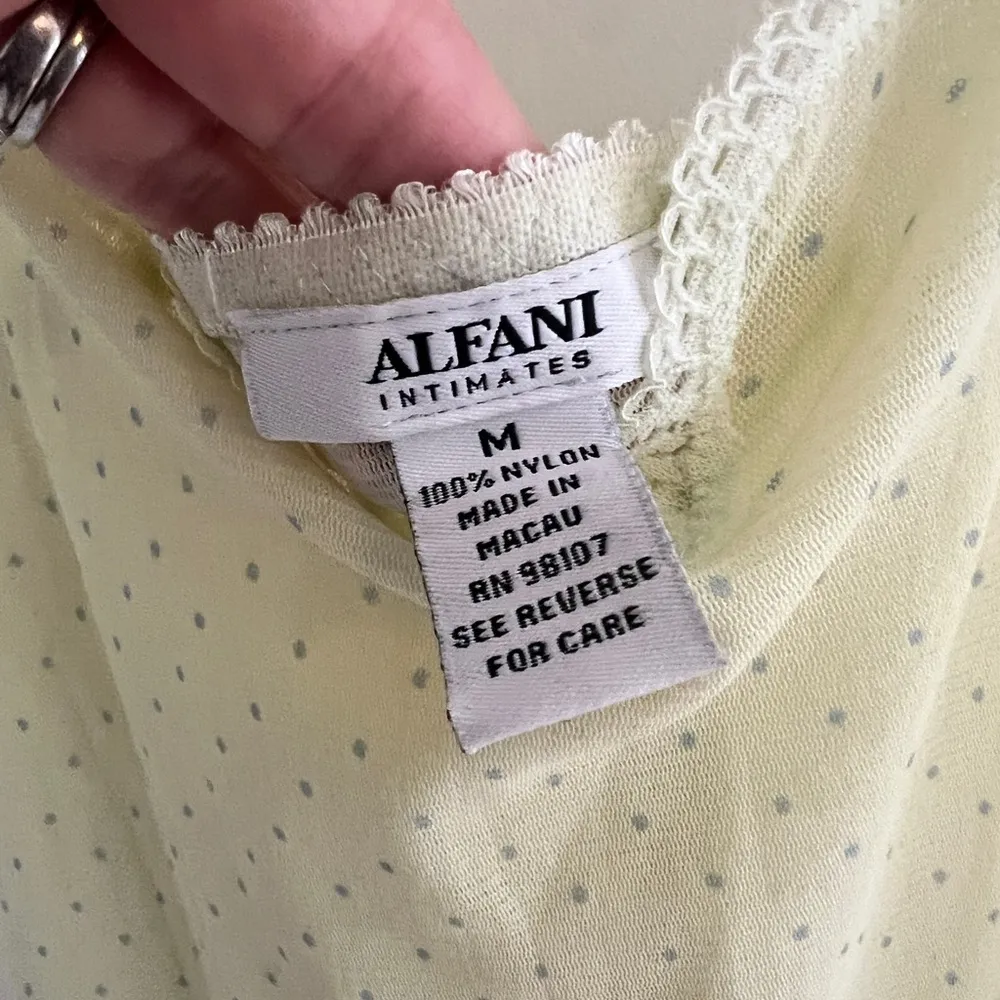 ALFANI
INTIMATES
M
100% NYLON
MADE IN
MACAU
RN 98107
SEE REVERSE
FOR CARE